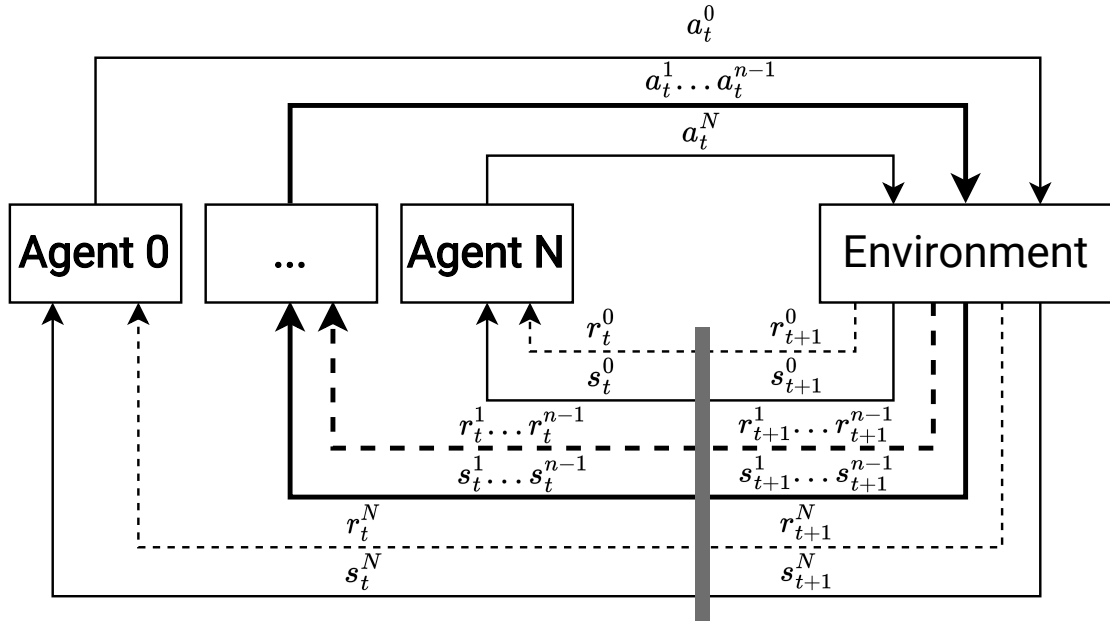 a_t^0
a_t^1 … a_t^{n-1}
a_t^N
Agent 0
...
Agent N
Environment
r_t^0 r_{t+1}^0
s_t^0 s_{t+1}^0
r_t^1 … r_t^{n-1} r_{t+1}^1 … r_{t+1}^{n-1}
s_t^1 … s_t^{n-1} s_{t+1}^1 … s_{t+1}^{n-1}
r_t^N r_{t+1}^N
s_t^N s_{t+1}^N